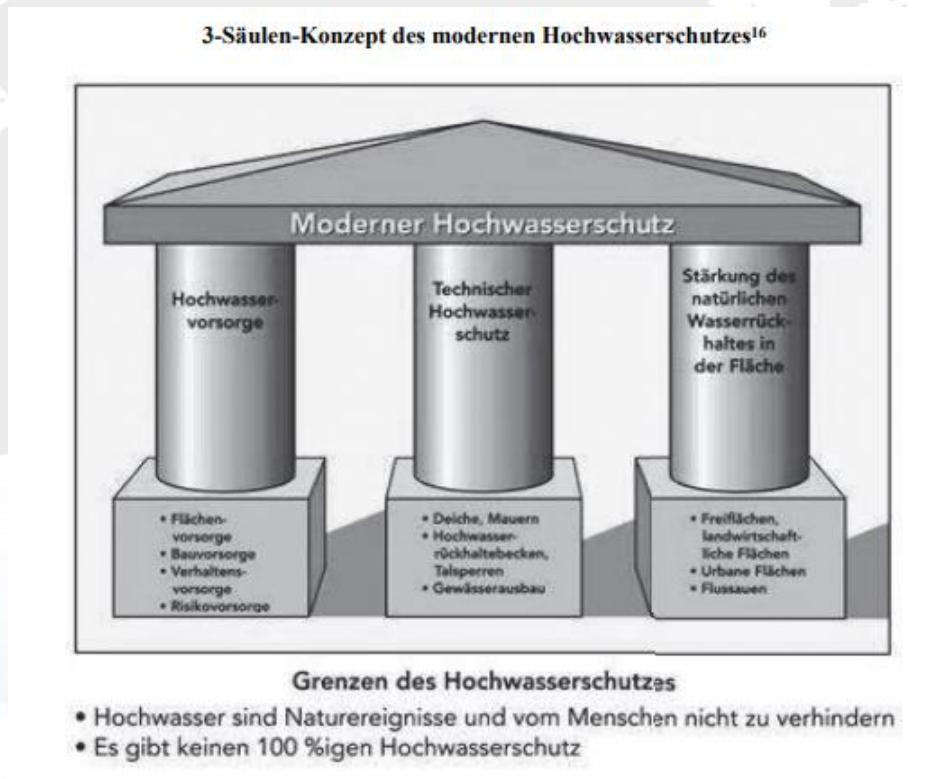 3-Säulen-Konzept des modernen Hochwasserschutzes¹⁶
Moderner Hochwasserschutz
Hochwasser-
vorsorge
Technischer
Hochwasser-
schutz
Stärkung des
natürlichen
Wasserrück-
haltes in
der Fläche
• Flächen-
vorsorge
• Bauvorsorge
• Verhaltens-
vorsorge
• Risikovorsorge
• Deiche, Mauern
• Hochwasser-
rückhaltebecken,
Talsperren
• Gewässerausbau
• Freiflächen,
landwirtschaft-
liche Flächen
• Urbane Flächen
• Flussauen
Grenzen des Hochwasserschutzes
• Hochwasser sind Naturereignisse und vom Menschen nicht zu verhindern
• Es gibt keinen 100 %igen Hochwasserschutz